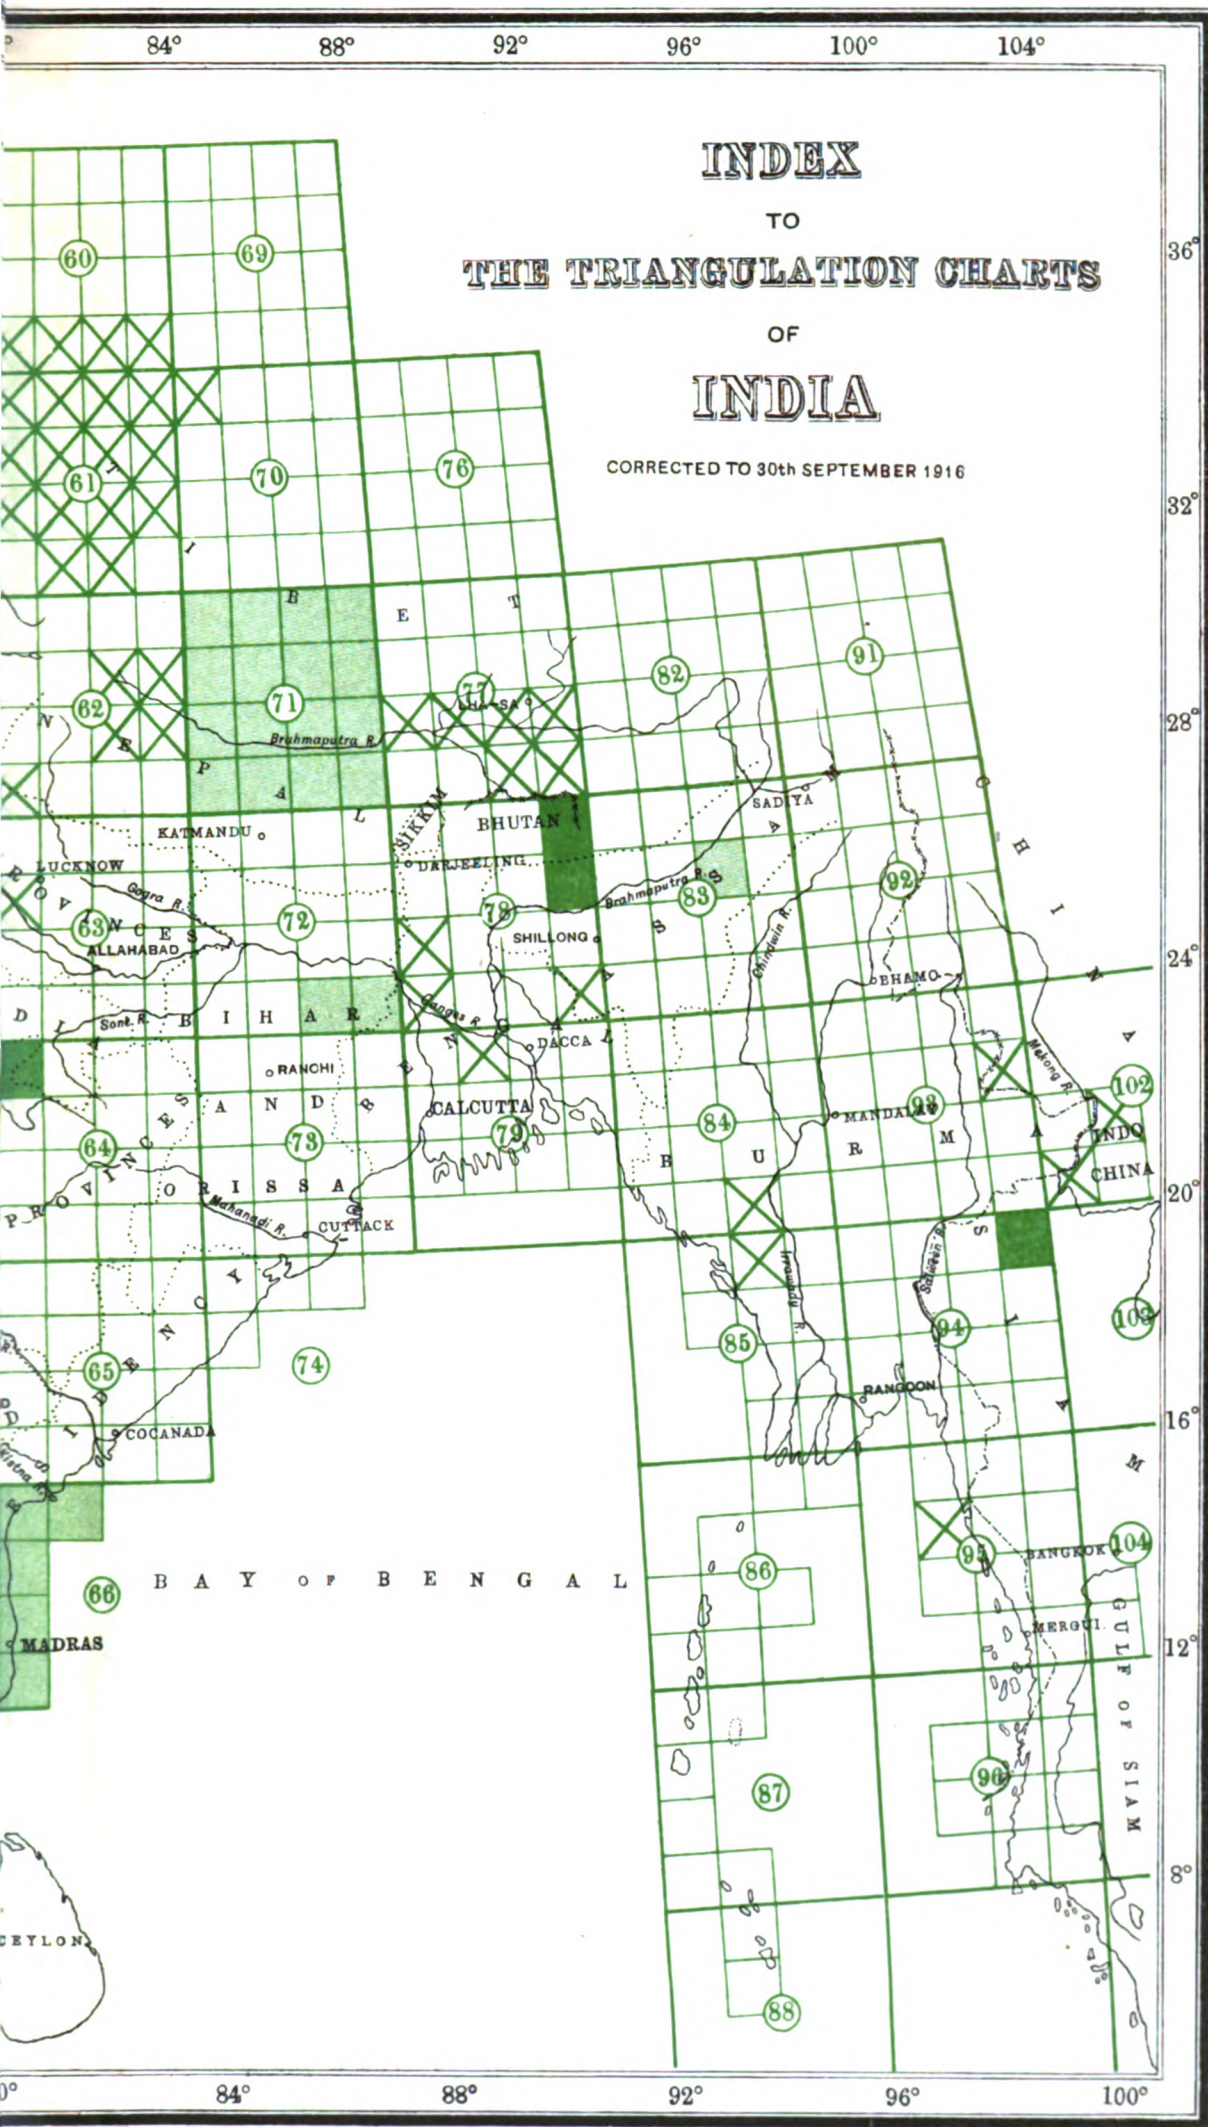 84° 88° 92° 96° 100° 104°
INDEX
TO
THE TRIANGULATION CHARTS
OF
INDIA
CORRECTED TO 30th SEPTEMBER 1916
36°
32°
28°
24°
20°
16°
12°
8°
60
69
61
70
76
62
71
77
82
91
63
72
78
83
92
64
73
79
84
93
102
65
74
85
94
103
66
86
95
104
87
96
88
T I B E T
N E P A L
LHA-SA
Brahmaputra R.
SADIYA
KATMANDU
SIKKIM
BHUTAN
LUCKNOW
DARJEELING
Gogra R.
Brahmaputra R.
ALLAHABAD
SHILLONG
Chindwin R.
A S S A M
C H I N A
BHAMO
Sone R.
B I H A R
A N D
O R I S S A
Ganges R.
B E N G A L
DACCA
RANCHI
Mekong R.
CALCUTTA
MANDALAY
INDO
CHINA
B U R M A
P R O V I N C E S
Mahanadi R.
CUTTACK
Irrawady R.
Salween R.
S I A M
RANGOON
COCANADA
Kistna R.
BAY OF BENGAL
BANGKOK
MADRAS
MERGUI
GULF OF SIAM
CEYLON
0° 84° 88° 92° 96° 100°